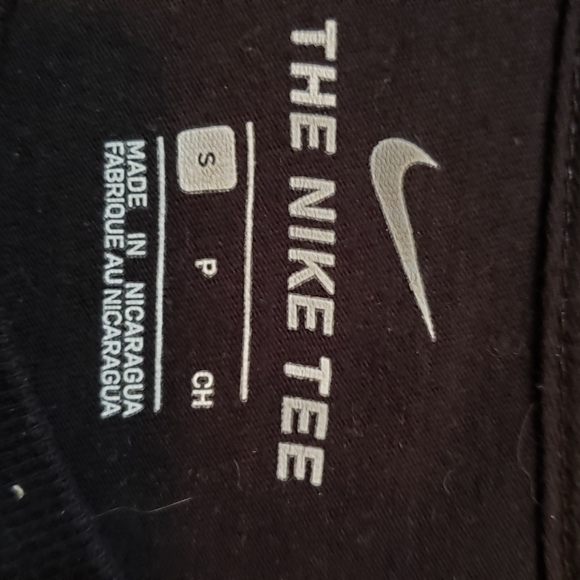 THE NIKE TEE
S P CH
MADE IN NICARAGUA
FABRIQUE AU NICARAGUA